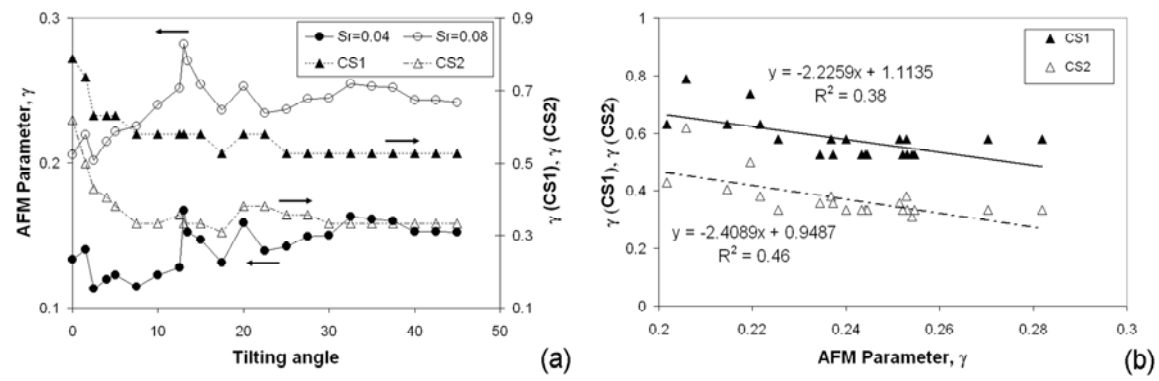 0.3
0.2
0.1
AFM Parameter, γ
Sr=0.04
Sr=0.08
CS1
CS2
0.9
0.7
0.5
0.3
0.1
γ (CS1), γ (CS2)
0
10
20
30
40
50
Tilting angle
(a)
1
0.8
0.6
0.4
0.2
0
γ (CS1), γ (CS2)
CS1
CS2
y = -2.2259x + 1.1135
R² = 0.38
y = -2.4089x + 0.9487
R² = 0.46
0.2
0.22
0.24
0.26
0.28
0.3
AFM Parameter, γ
(b)